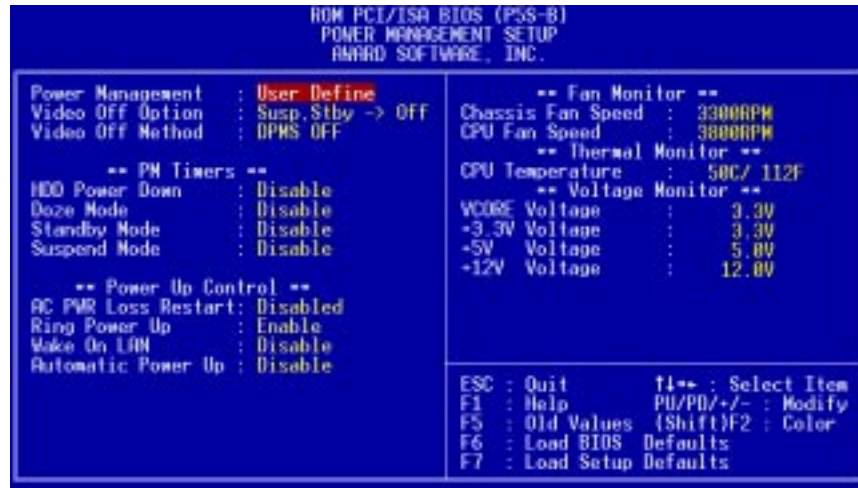 ROM PCI/ISA BIOS (P5S-B)
POWER MANAGEMENT SETUP
AWARD SOFTWARE, INC.
Power Management : User Define
Video Off Option : Susp,Stby -> Off
Video Off Method : DPMS OFF
** PM Timers **
HDD Power Down : Disable
Doze Mode : Disable
Standby Mode : Disable
Suspend Mode : Disable
** Power Up Control **
AC PWR Loss Restart: Disabled
Ring Power Up : Enable
Wake On LAN : Disable
Automatic Power Up : Disable
** Fan Monitor **
Chassis Fan Speed : 3300RPM
CPU Fan Speed : 3800RPM
** Thermal Monitor **
CPU Temperature : 50C/ 112F
** Voltage Monitor **
VCORE Voltage : 3.3V
+3.3V Voltage : 3.3V
+5V Voltage : 5.0V
+12V Voltage : 12.0V
ESC : Quit ↑↓→← : Select Item
F1 : Help PU/PD/+/- : Modify
F5 : Old Values (Shift)F2 : Color
F6 : Load BIOS Defaults
F7 : Load Setup Defaults